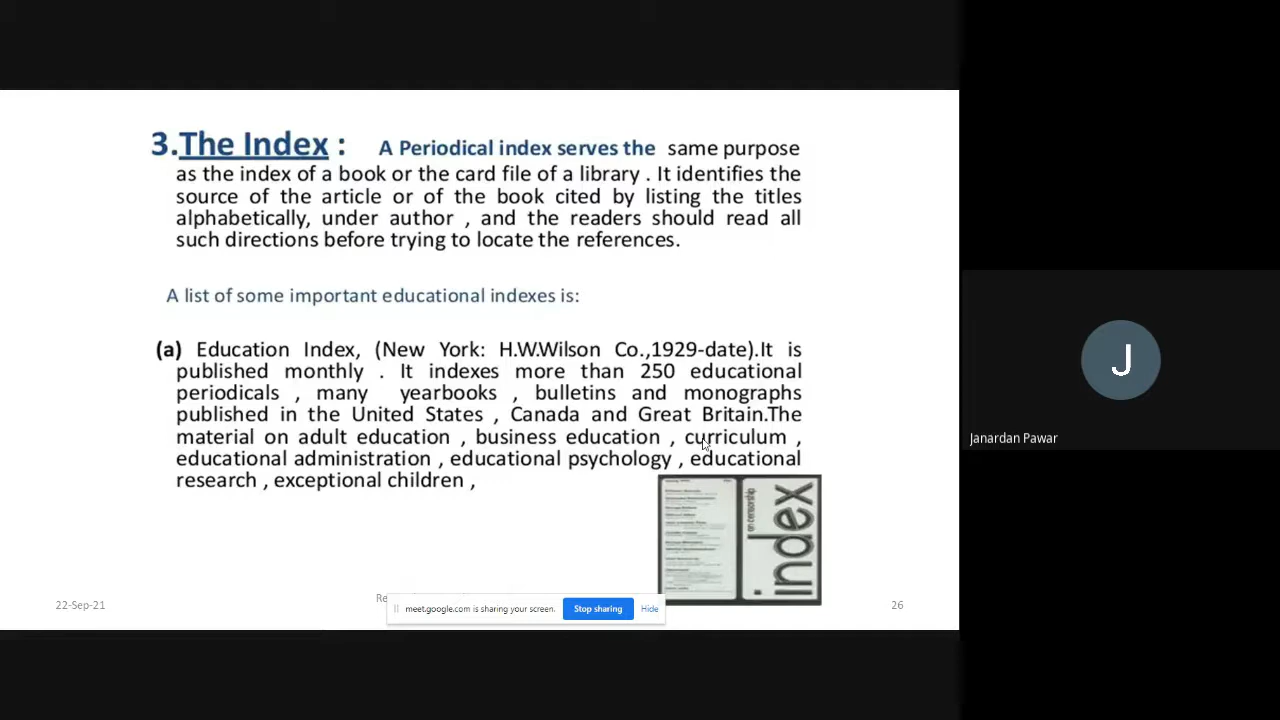 3.The Index : A Periodical index serves the same purpose
as the index of a book or the card file of a library . It identifies the
source of the article or of the book cited by listing the titles
alphabetically, under author , and the readers should read all
such directions before trying to locate the references.
A list of some important educational indexes is:
(a) Education Index, (New York: H.W.Wilson Co.,1929-date).It is
published monthly . It indexes more than 250 educational
periodicals , many yearbooks , bulletins and monographs
published in the United States , Canada and Great Britain.The
material on adult education , business education , curriculum ,
educational administration , educational psychology , educational
research , exceptional children ,
on censorship
index
22-Sep-21
Re
meet.google.com is sharing your screen.
Stop sharing
Hide
26
J
Janardan Pawar